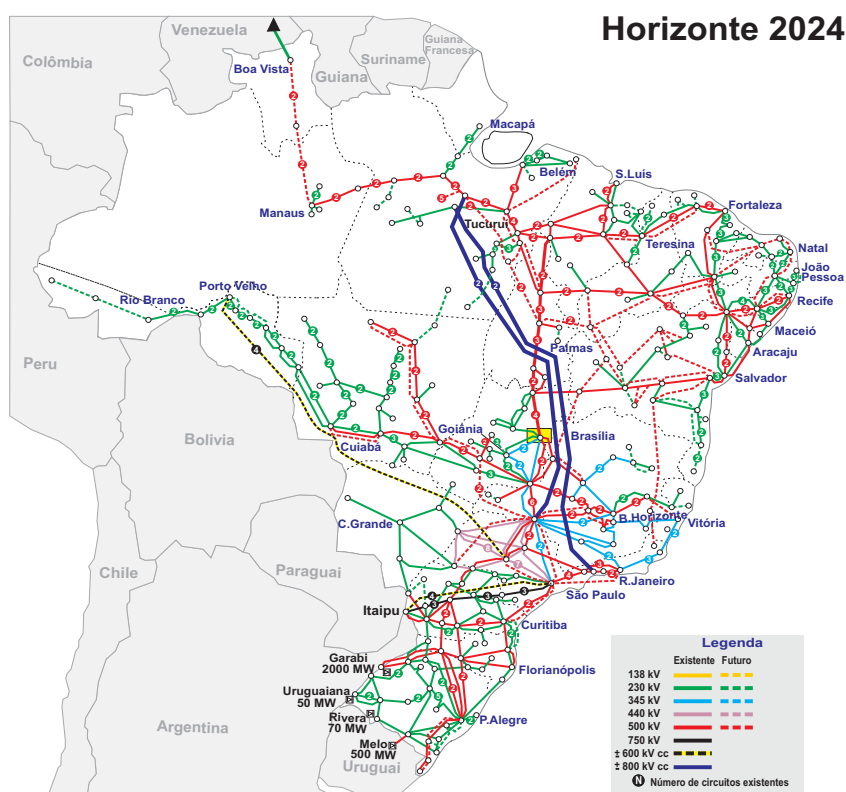 Horizonte 2024
Venezuela
Guiana
Francesa
Colômbia
Suriname
Boa Vista
Guiana
Macapá
Belém
S.Luís
Manaus
Fortaleza
Tucuruí
Teresina
Natal
João
Pessoa
Porto Velho
Rio Branco
Recife
Maceió
Palmas
Aracaju
Peru
Salvador
Goiânia
Brasília
Bolívia
Cuiabá
C.Grande
B.Horizonte
Vitória
Chile
Paraguai
R.Janeiro
São Paulo
Itaipu
Curitiba
Garabi
2000 MW
Florianópolis
Uruguaiana
50 MW
Rivera
70 MW
P.Alegre
Argentina
Melo
500 MW
Uruguai
Legenda
Existente Futuro
138 kV
230 kV
345 kV
440 kV
500 kV
750 kV
± 600 kV cc
± 800 kV cc
N Número de circuitos existentes